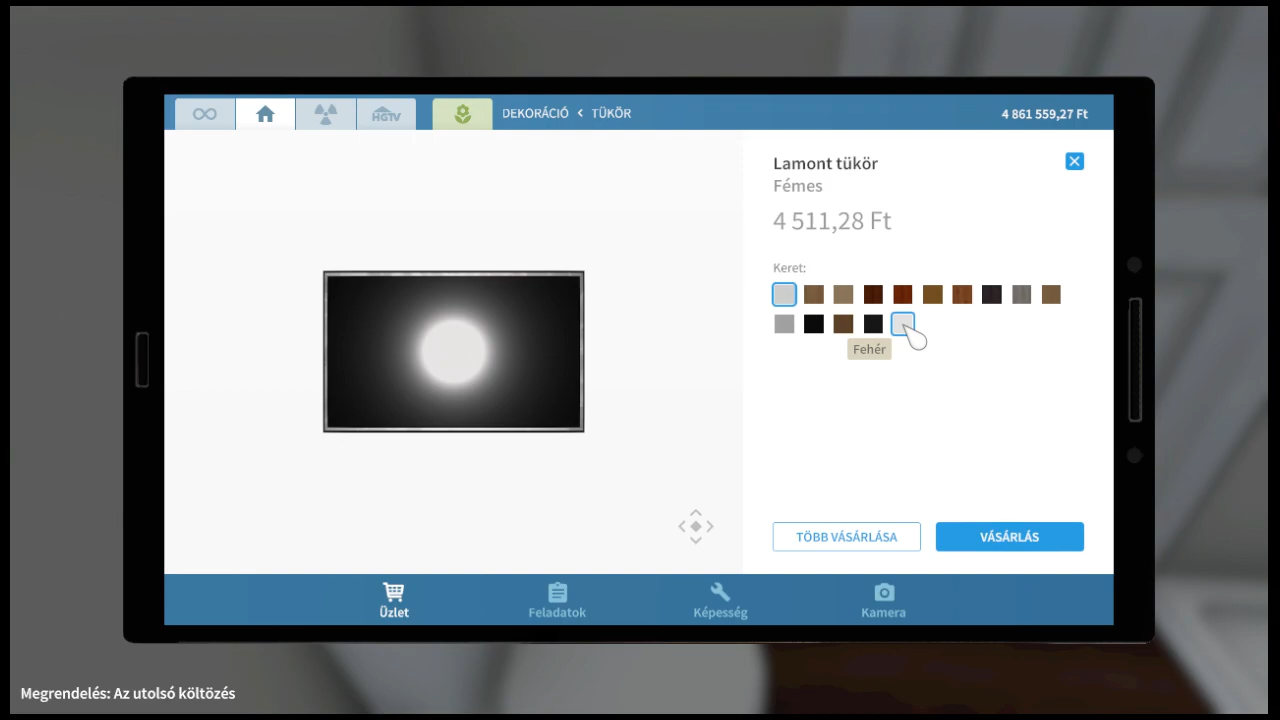 HGTV
DEKORÁCIÓ < TÜKÖR
4 861 559,27 Ft
Lamont tükör
Fémes
4 511,28 Ft
Keret:
Fehér
TÖBB VÁSÁRLÁSA
VÁSÁRLÁS
Üzlet
Feladatok
Képesség
Kamera
Megrendelés: Az utolsó költözés